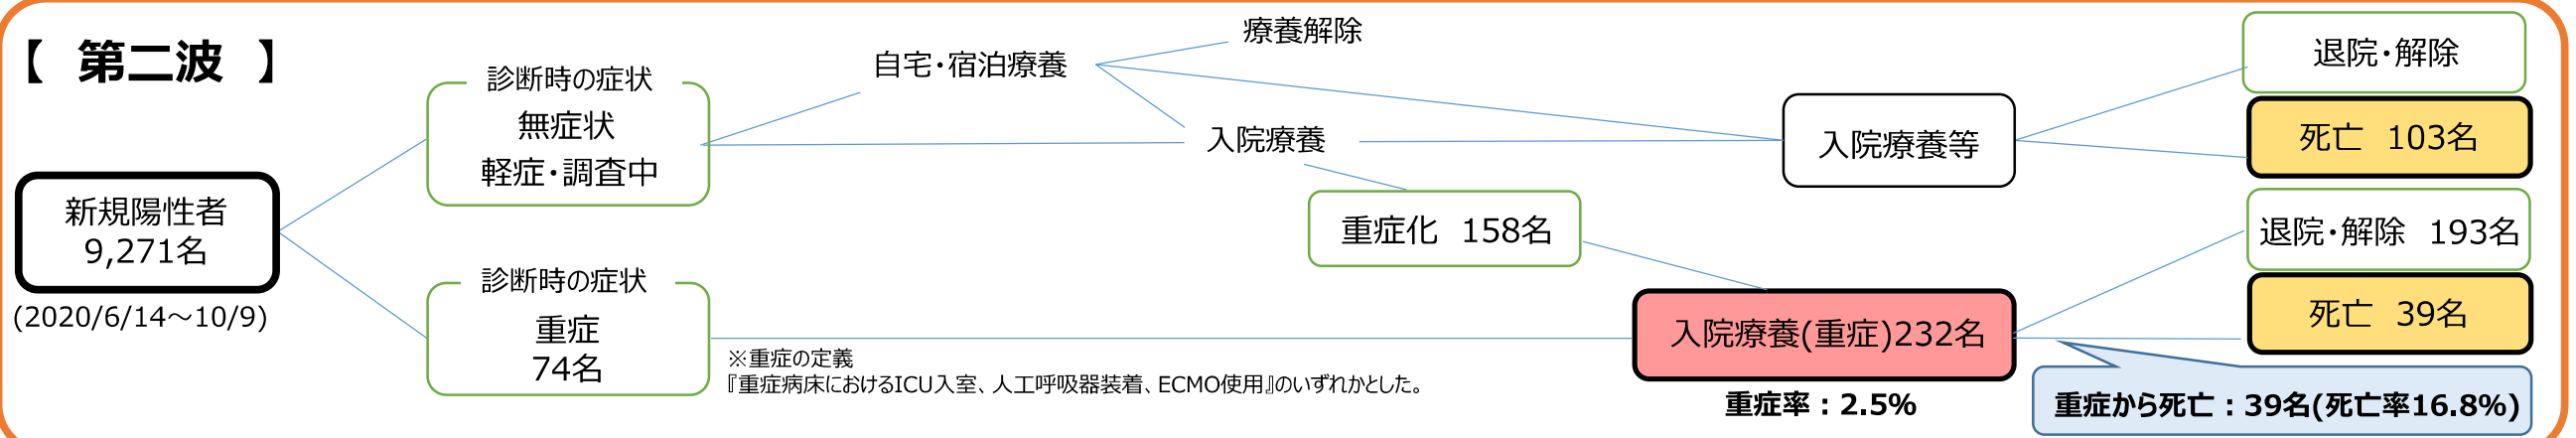 【 第二波 】
新規陽性者
9,271名
(2020/6/14～10/9)
診断時の症状
無症状
軽症・調査中
診断時の症状
重症
74名
※重症の定義
『重症病床におけるICU入室、人工呼吸器装着、ECMO使用』のいずれかとした。
自宅・宿泊療養
療養解除
入院療養
重症化 158名
入院療養等
入院療養(重症)232名
重症率：2.5%
退院・解除
死亡 103名
退院・解除 193名
死亡 39名
重症から死亡：39名(死亡率16.8%)